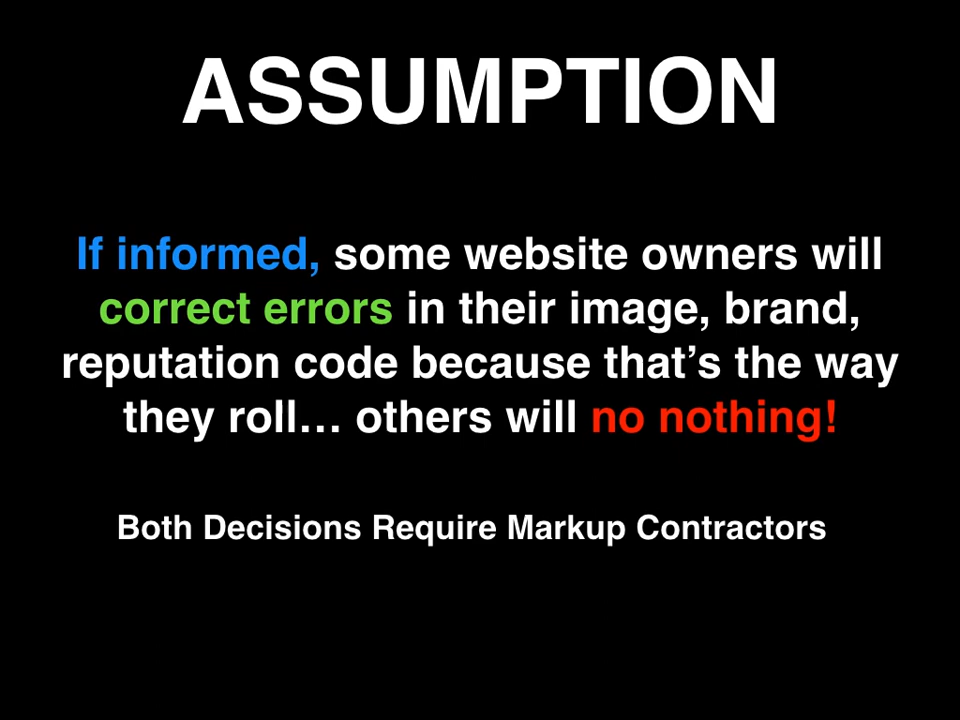 ASSUMPTION
If informed, some website owners will
correct errors in their image, brand,
reputation code because that’s the way
they roll… others will no nothing!
Both Decisions Require Markup Contractors